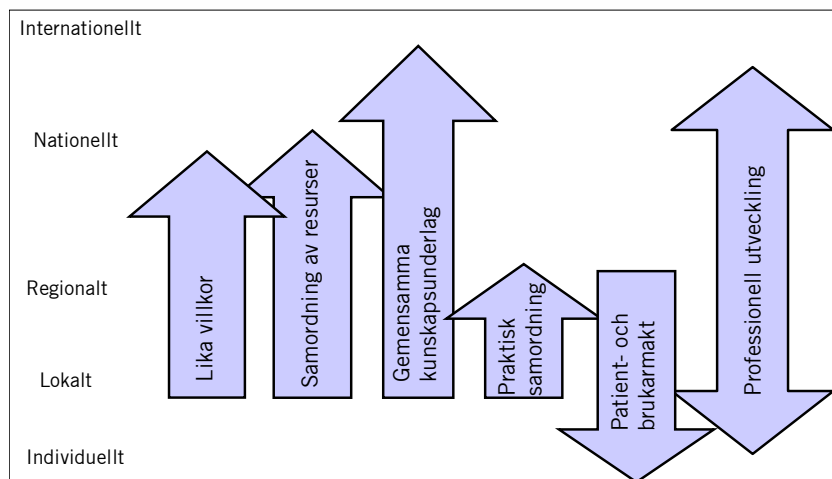 Internationellt
Nationellt
Regionalt
Lokalt
Individuellt
Lika villkor
Samordning av resurser
Gemensamma
kunskapsunderlag
Praktisk
samordning
Patient- och
brukarmakt
Professionell utveckling